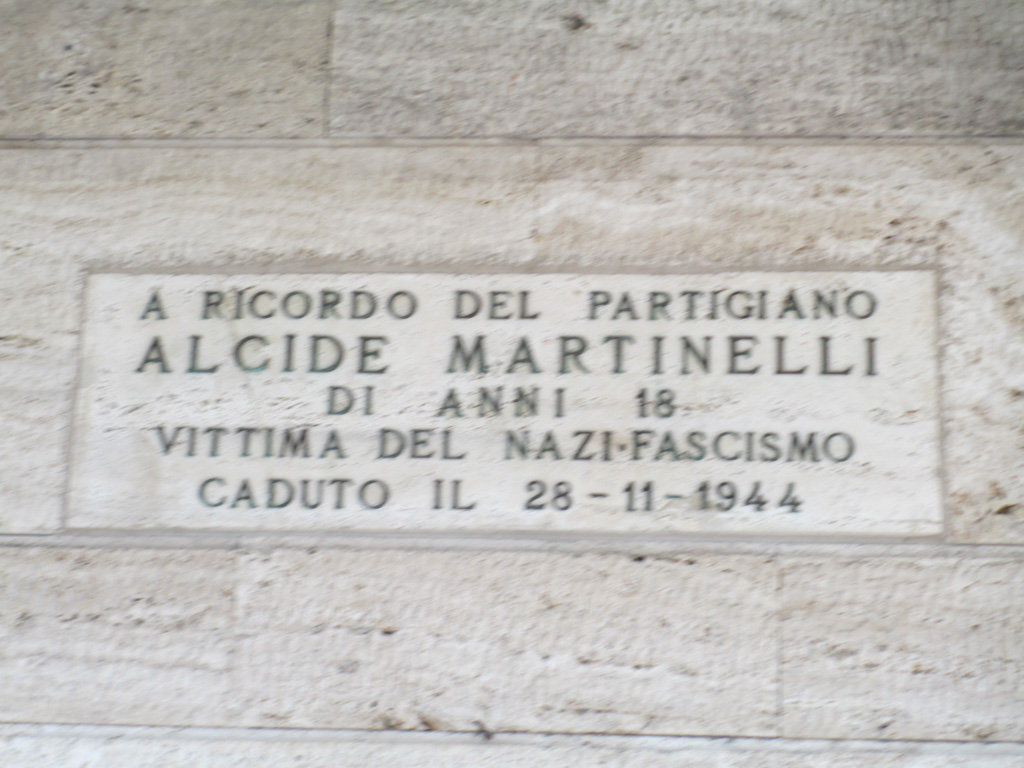 A RICORDO DEL PARTIGIANO
ALCIDE MARTINELLI
DI ANNI 18
VITTIMA DEL NAZI-FASCISMO
CADUTO IL 28-11-1944